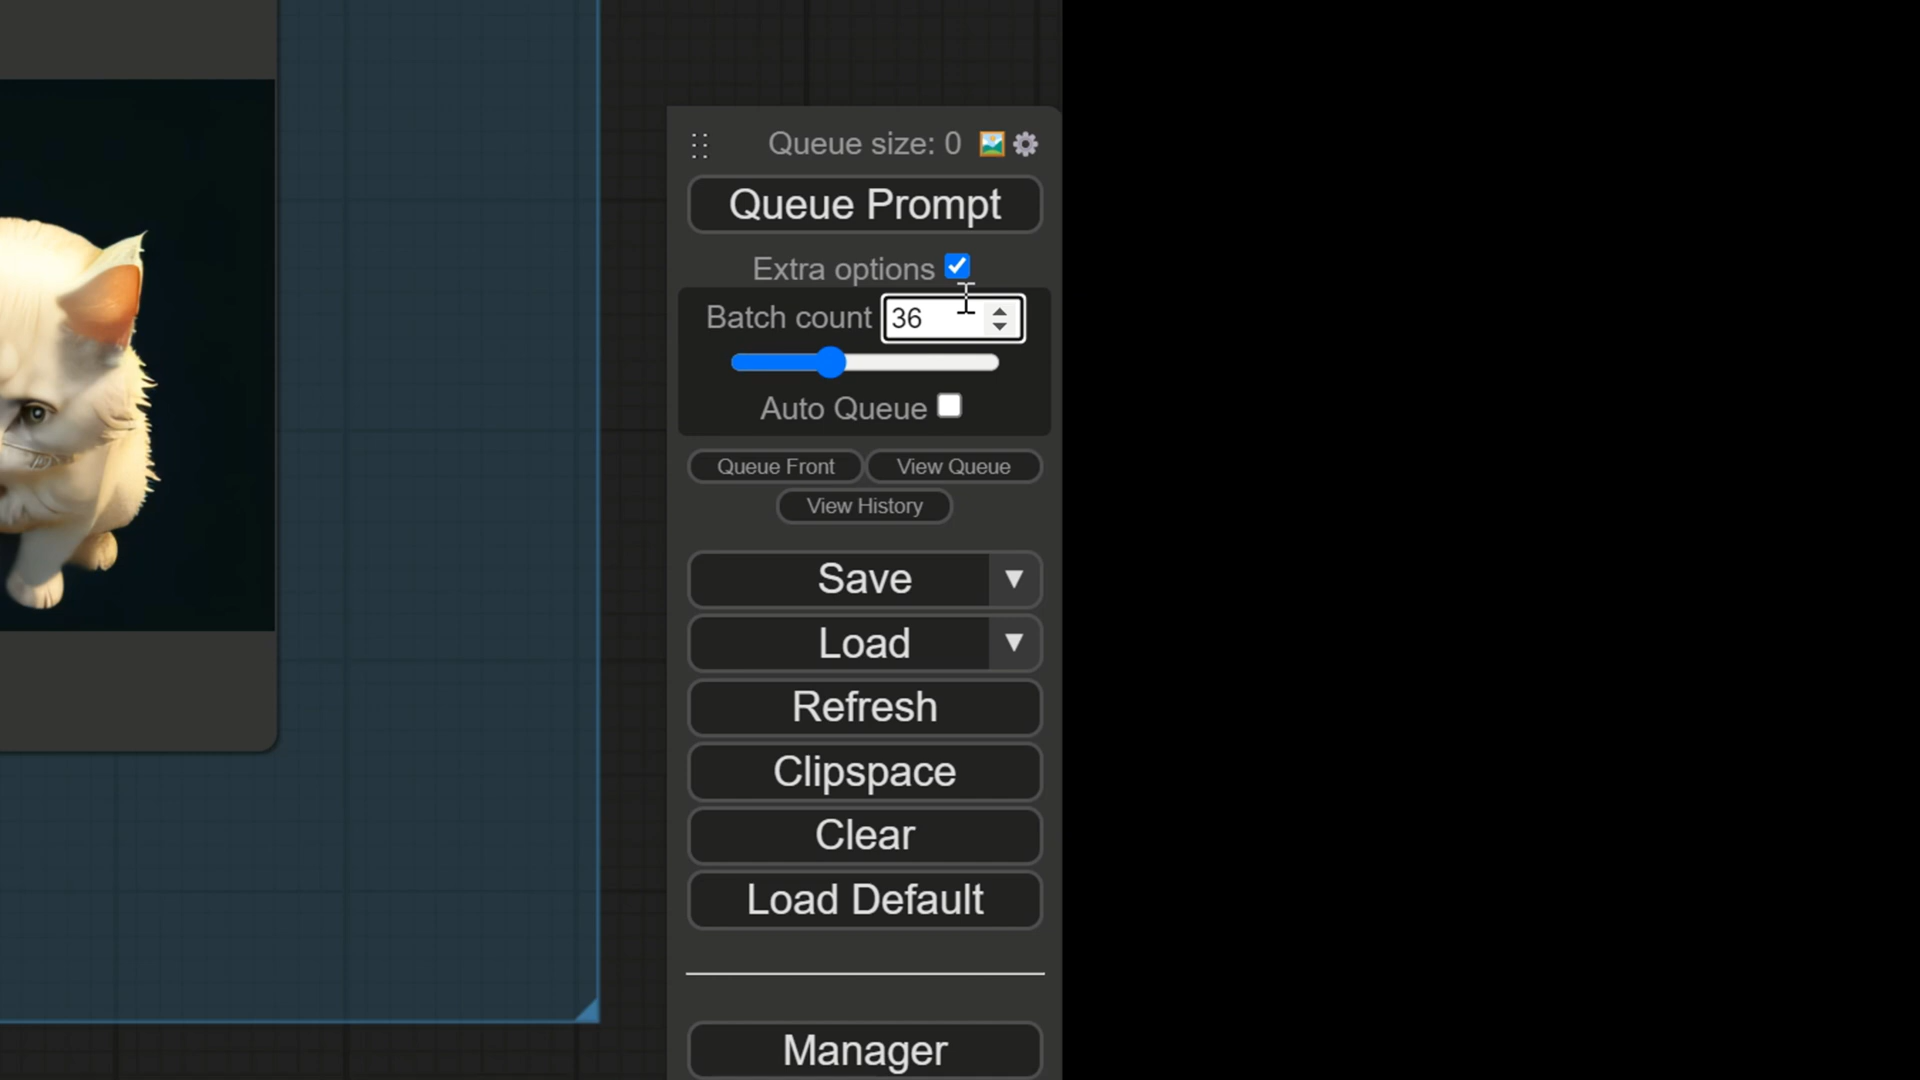 Queue size: 0
Queue Prompt
Extra options
Batch count 36
Auto Queue
Queue Front View Queue
View History
Save ▼
Load ▼
Refresh
Clipspace
Clear
Load Default
Manager